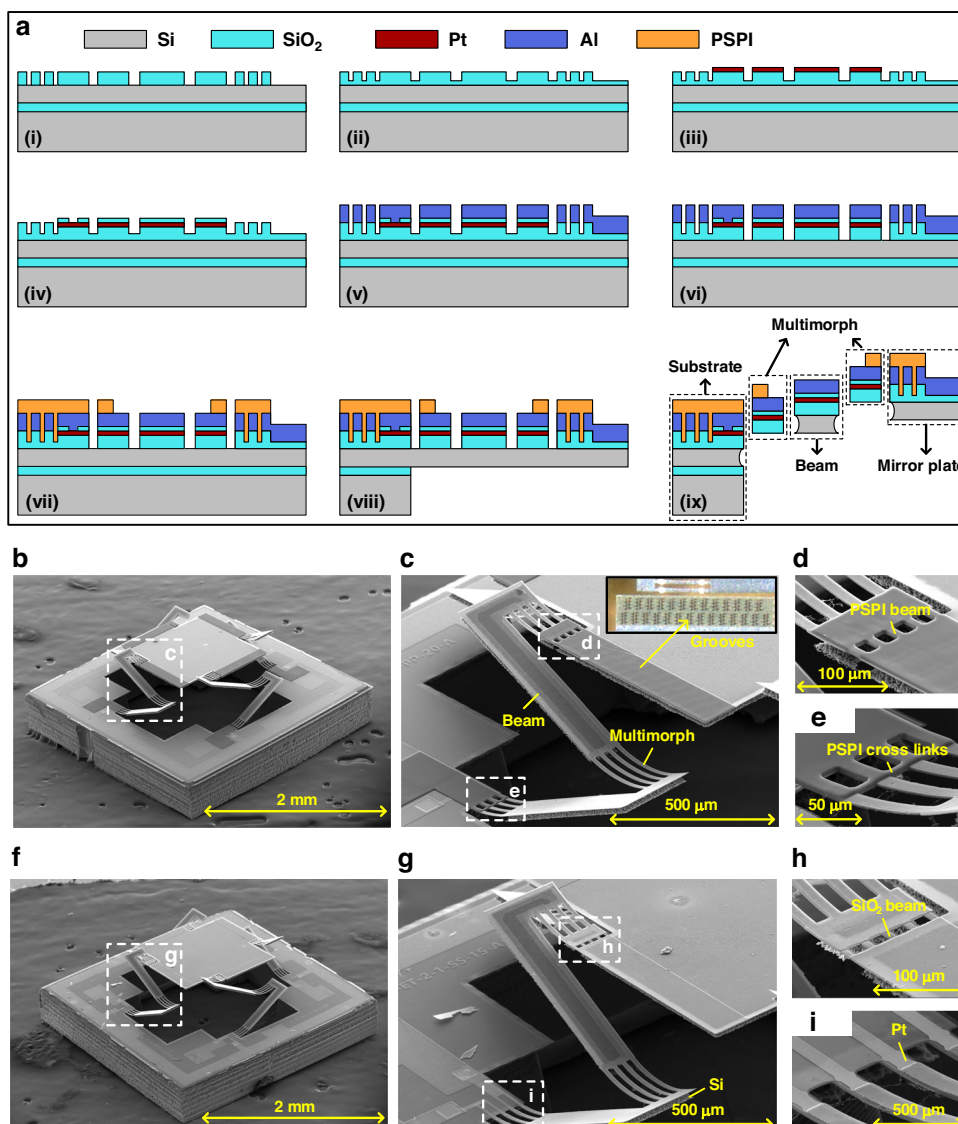 a
Si SiO2 Pt Al PSPI
(i) (ii) (iii)
(iv) (v) (vi)
Multimorph
Substrate
Beam
Mirror plate
(vii) (viii) (ix)
b
c
2 mm
c
Grooves
d
Beam
Multimorph
e
500 μm
d
PSPI beam
100 μm
e
PSPI cross links
50 μm
f
g
2 mm
g
h
Si
i
500 μm
h
SiO2 beam
100 μm
i
Pt
500 μm